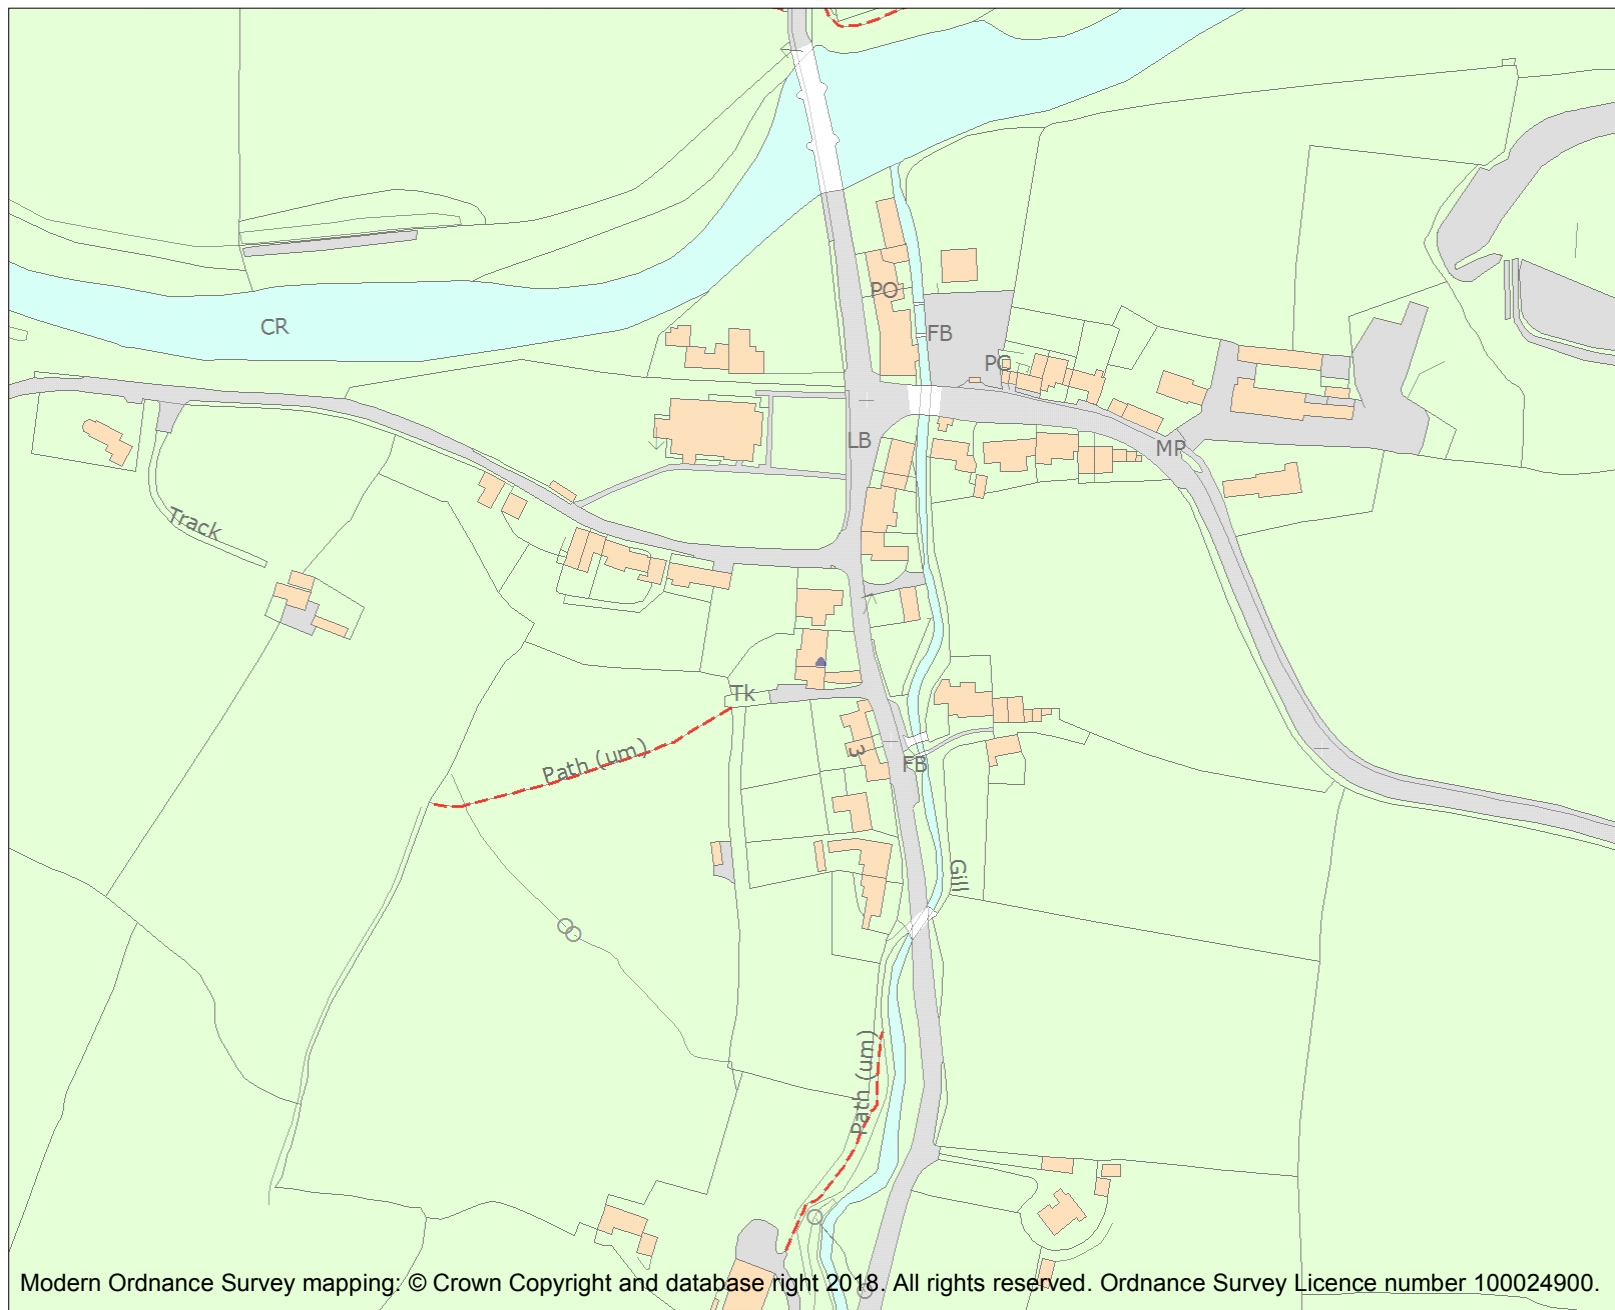 PO
CR
FB
PC
LB
MP
Track
Tk
Path (um)
3
FB
Gill
Path (um)
Modern Ordnance Survey mapping: © Crown Copyright and database right 2018. All rights reserved. Ordnance Survey Licence number 100024900.